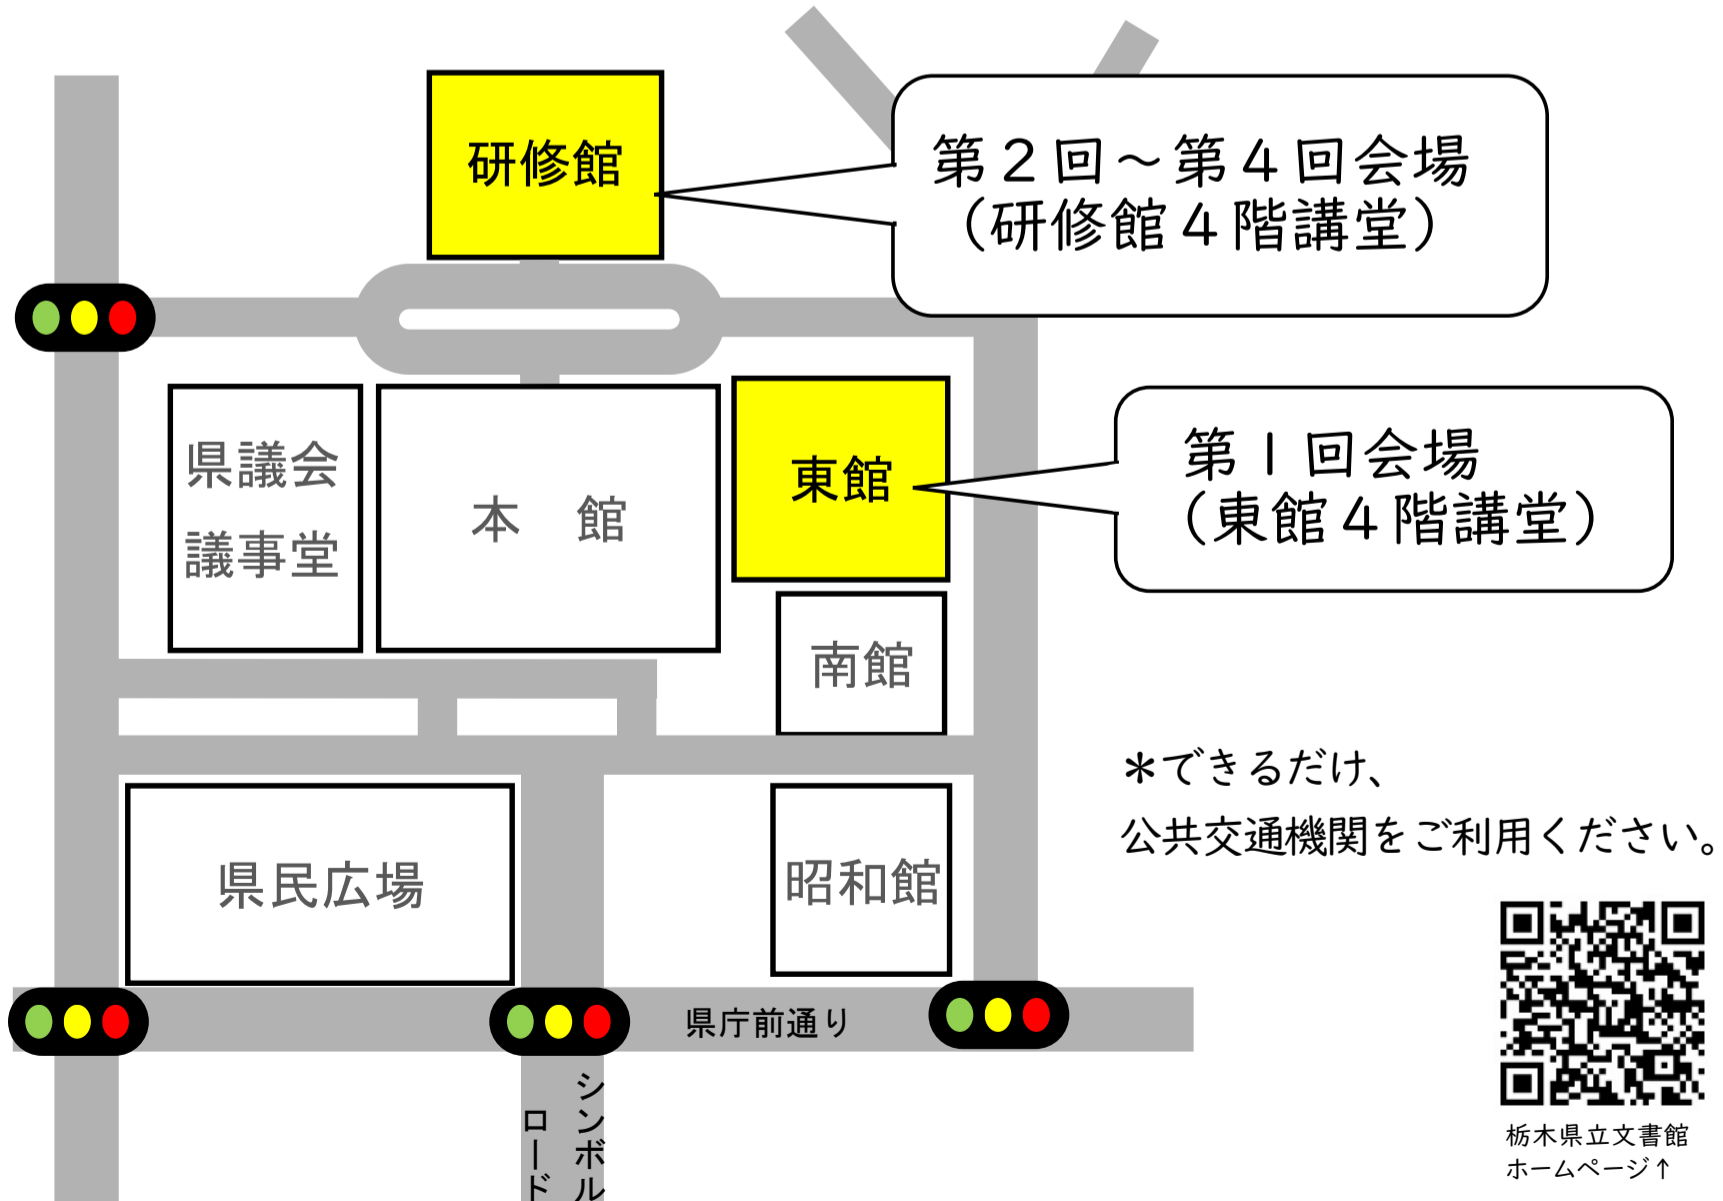 研修館
第２回～第４回会場
（研修館４階講堂）
県議会
議事堂
本　館
東館
第１回会場
（東館４階講堂）
南館
＊できるだけ、
公共交通機関をご利用ください。
県民広場
昭和館
県庁前通り
シンボル
ロード
栃木県立文書館
ホームページ↑